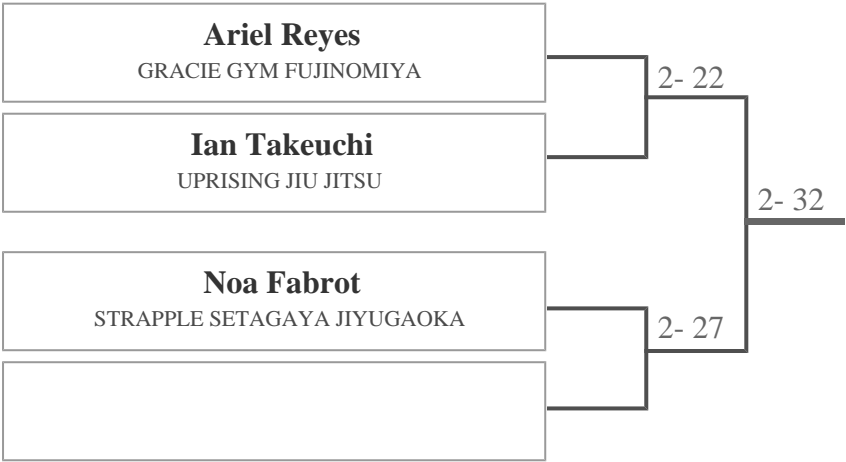 Ariel Reyes
GRACIE GYM FUJINOMIYA
2- 22
Ian Takeuchi
UPRISING JIU JITSU
2- 32
Noa Fabrot
STRAPPLE SETAGAYA JIYUGAOKA
2- 27